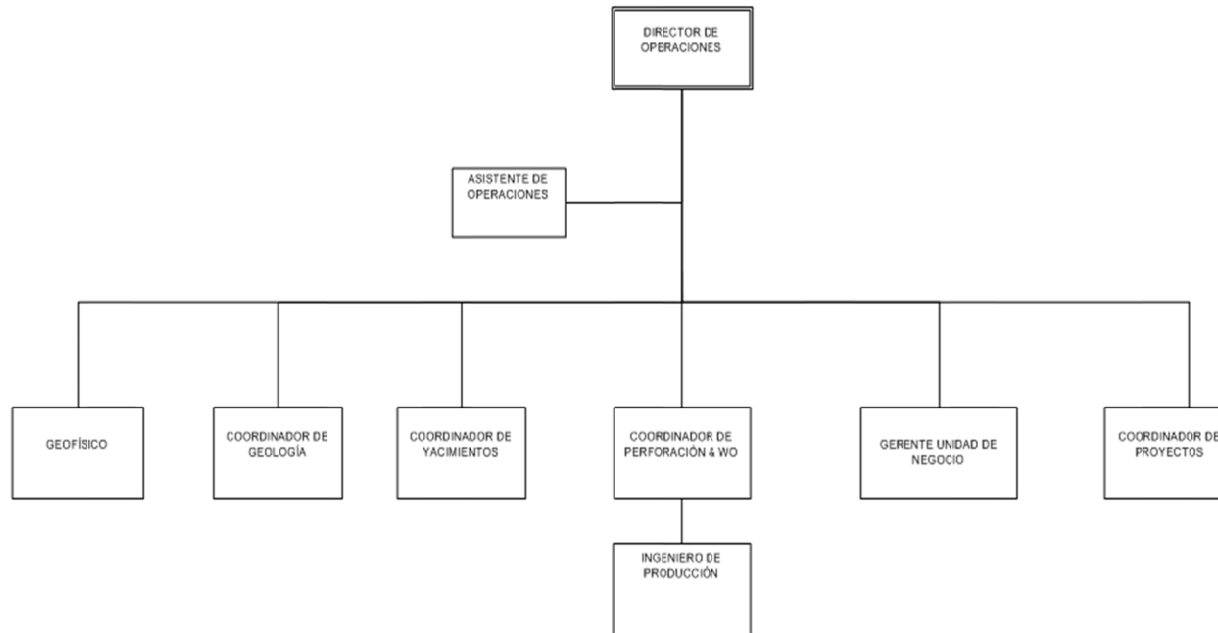 DIRECTOR DE
OPERACIONES
ASISTENTE DE
OPERACIONES
GEOFÍSICO
COORDINADOR DE
GEOLOGÍA
COORDINADOR DE
YACIMIENTOS
COORDINADOR DE
PERFORACIÓN & WO
GERENTE UNIDAD DE
NEGOCIO
COORDINADOR DE
PROYECTOS
INGENIERO DE
PRODUCCIÓN